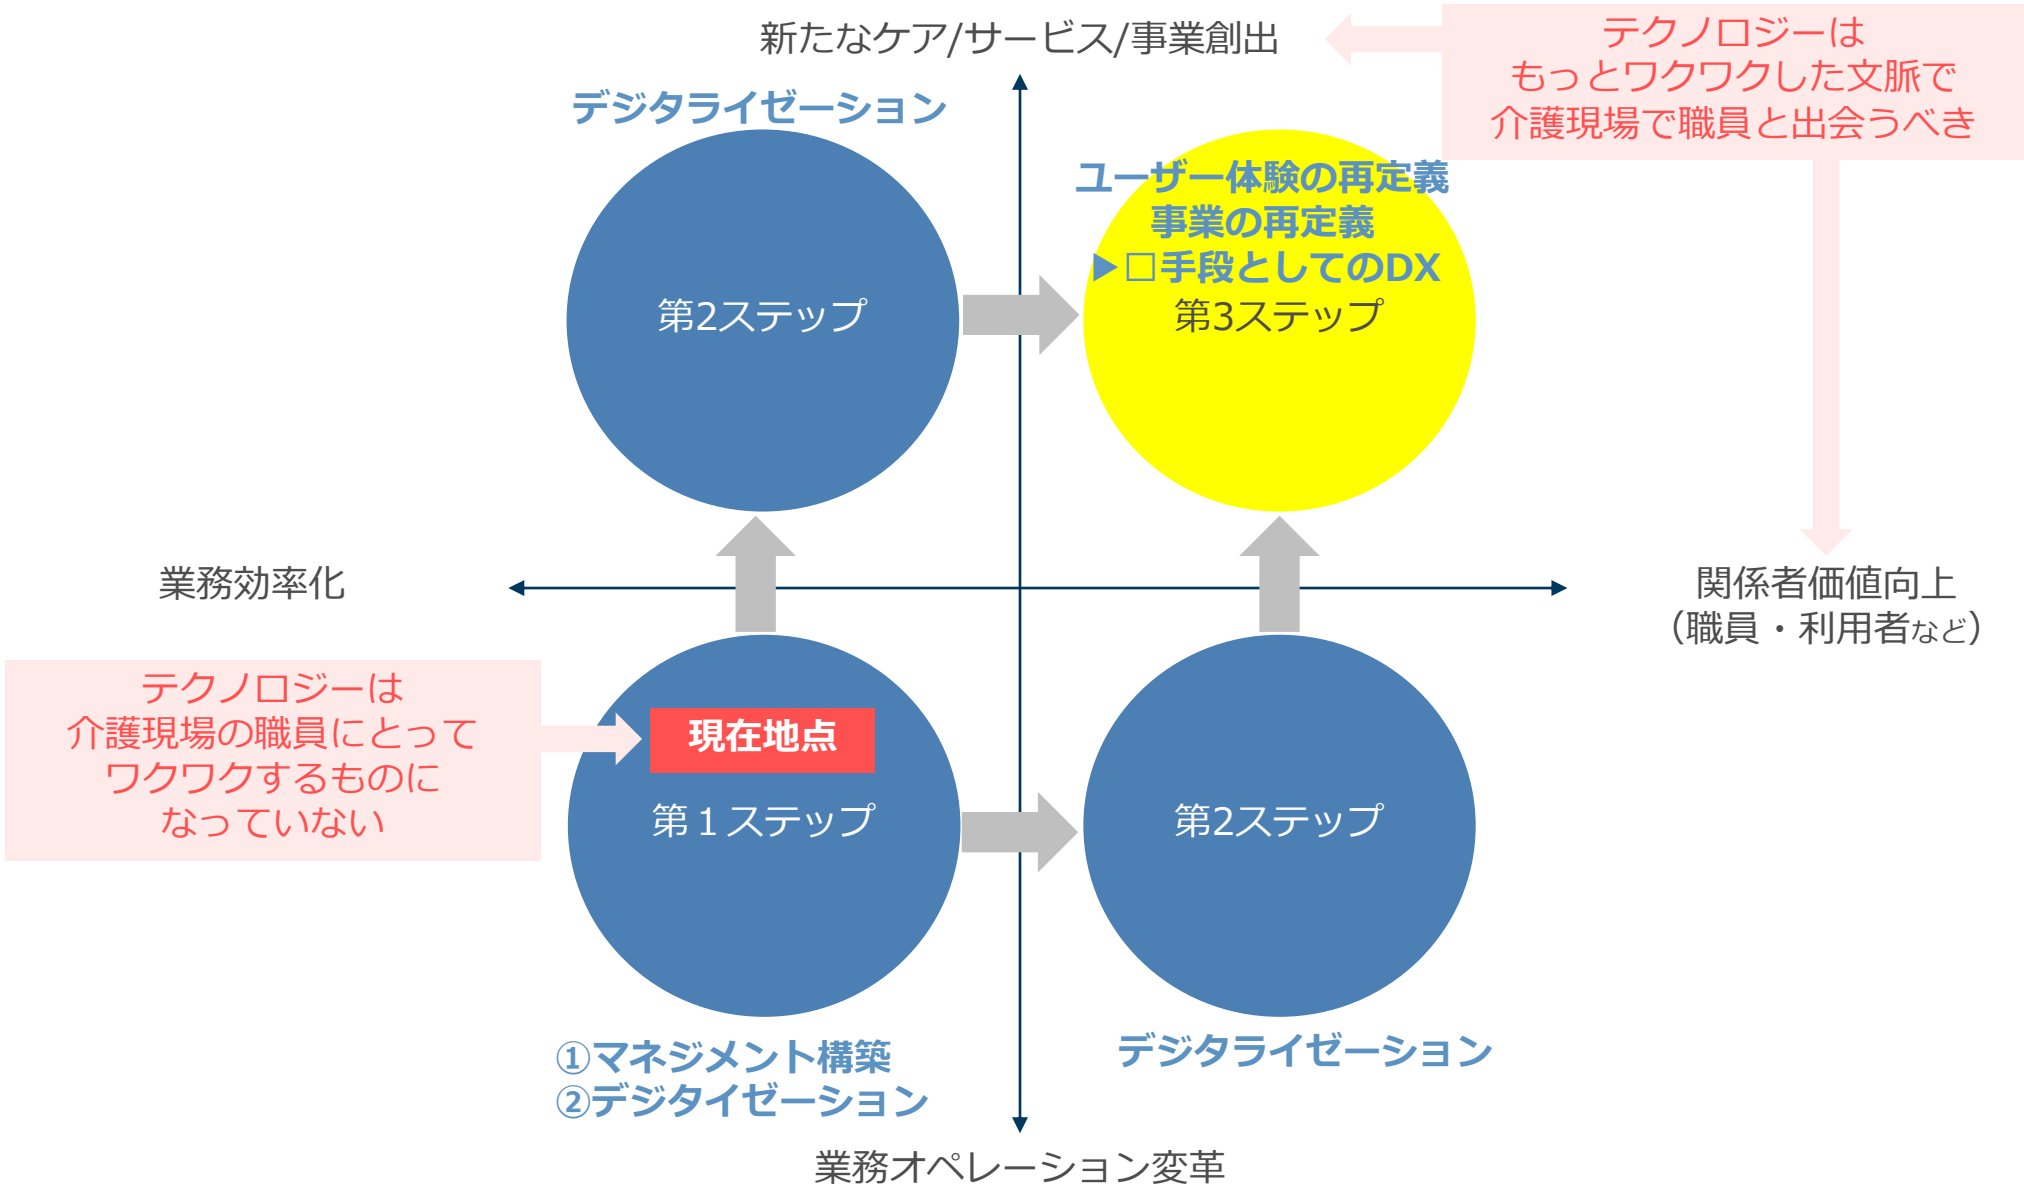 新たなケア/サービス/事業創出
テクノロジーは
もっとワクワクした文脈で
介護現場で職員と出会うべき
デジタライゼーション
ユーザー体験の再定義
事業の再定義
▶□手段としてのDX
第2ステップ
第3ステップ
業務効率化
関係者価値向上
（職員・利用者など）
テクノロジーは
介護現場の職員にとって
ワクワクするものに
なっていない
現在地点
第１ステップ
第2ステップ
①マネジメント構築
②デジタイゼーション
デジタライゼーション
業務オペレーション変革